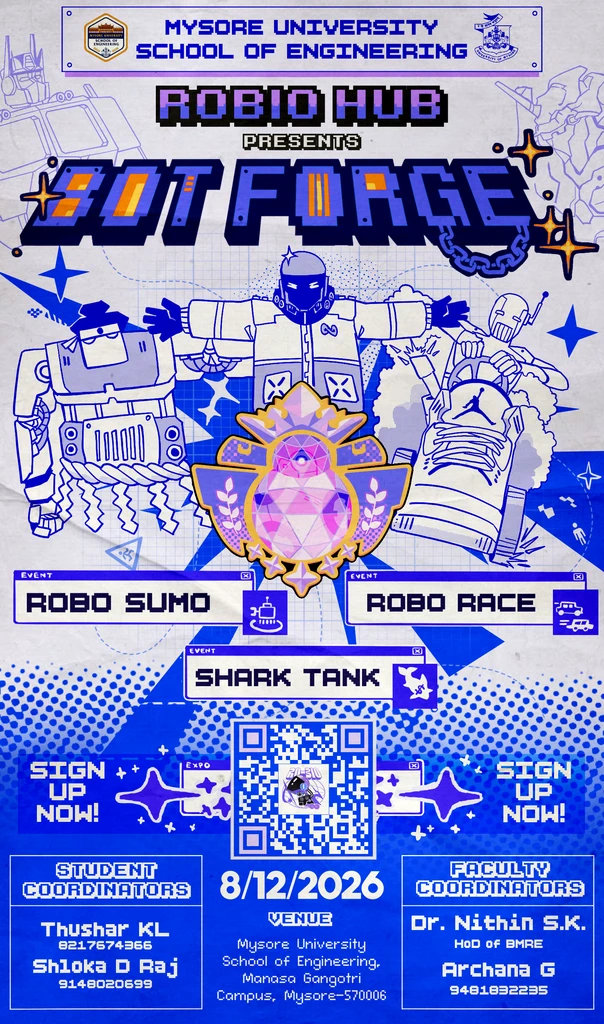 MYSORE UNIVERSITY
SCHOOL OF ENGINEERING
ROBIO HUB
PRESENTS
BOT FORGE
EVENT
ROBO SUMO
EVENT
ROBO RACE
EVENT
SHARK TANK
SIGN
UP
NOW!
EXPO
SIGN
UP
NOW!
STUDENT
COORDINATORS
Thushar KL
8217674366
Shloka D Raj
9148020699
8/12/2026
VENUE
Mysore University
School of Engineering,
Manasa Gangotri
Campus, Mysore-570006
FACULTY
COORDINATORS
Dr. Nithin S.K.
HoD of BMRE
Archana G
9481832235